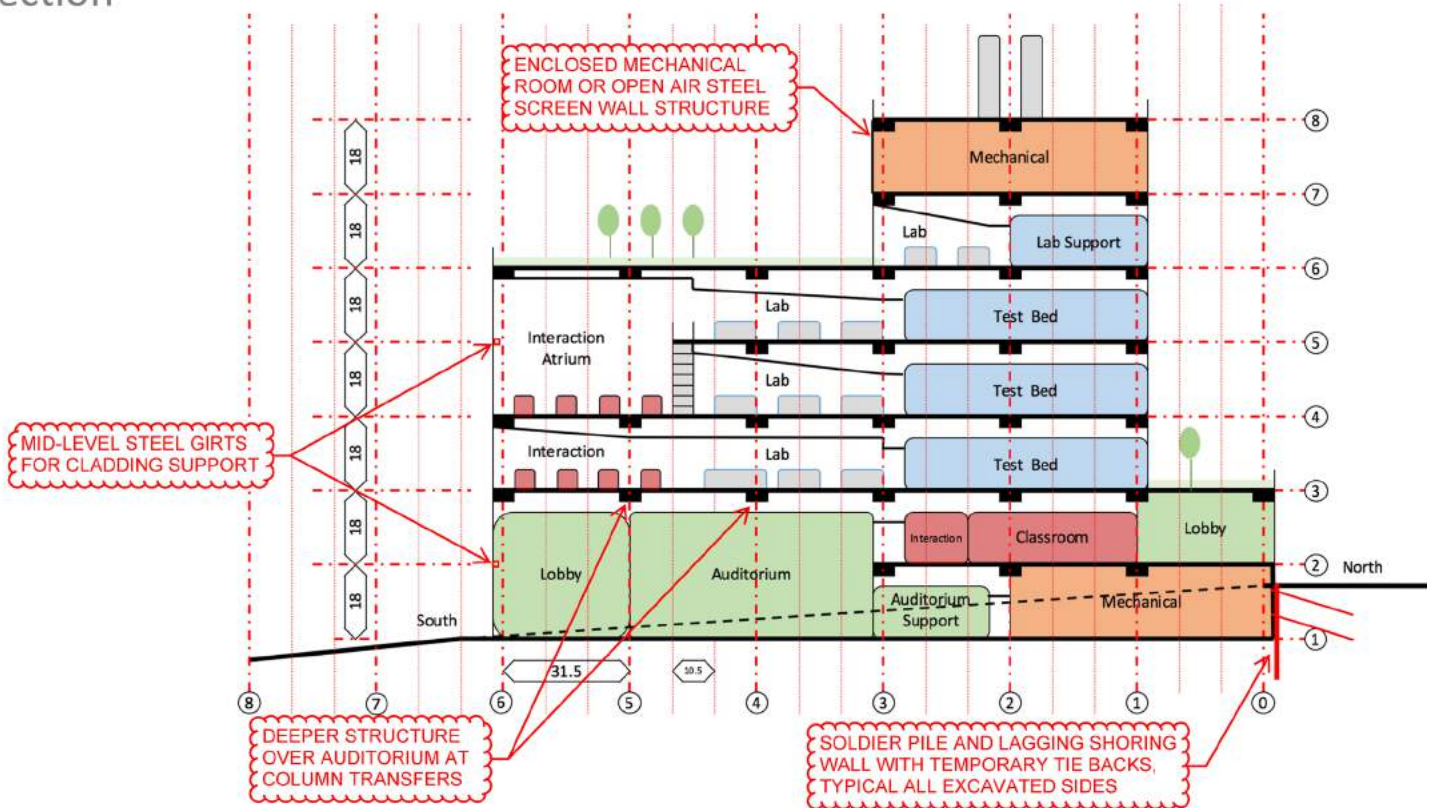 ection
ENCLOSED MECHANICAL
ROOM OR OPEN AIR STEEL
SCREEN WALL STRUCTURE
8
18
Mechanical
7
18
Lab
Lab Support
6
18
Lab
Test Bed
Interaction
Atrium
5
18
Lab
Test Bed
4
MID-LEVEL STEEL GIRTS
FOR CLADDING SUPPORT
18
Interaction
Lab
Test Bed
3
18
Lobby
Auditorium
Interaction
Classroom
Lobby
2
North
18
Auditorium
Support
Mechanical
South
1
31.5
10.5
8
7
6
5
4
3
2
1
0
DEEPER STRUCTURE
OVER AUDITORIUM AT
COLUMN TRANSFERS
SOLDIER PILE AND LAGGING SHORING
WALL WITH TEMPORARY TIE BACKS,
TYPICAL ALL EXCAVATED SIDES